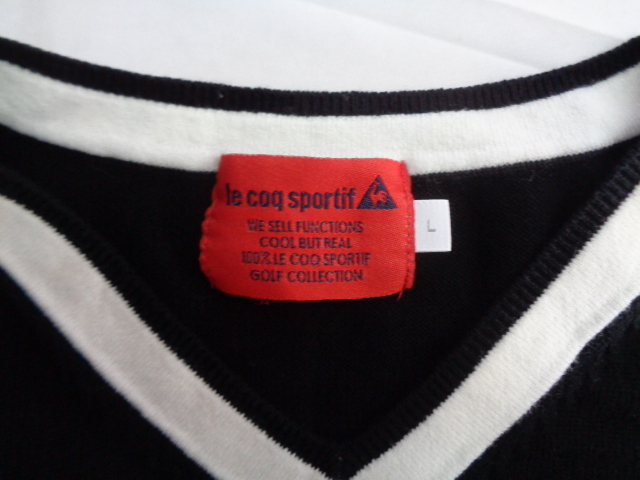 le coq sportif
WE SELL FUNCTIONS
COOL BUT REAL
100% LE COQ SPORTIF
GOLF COLLECTION
L